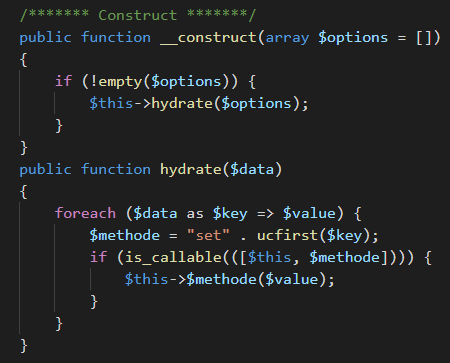 /******* Construct *******/
public function __construct(array $options = [])
{
if (!empty($options)) {
$this->hydrate($options);
}
}
public function hydrate($data)
{
foreach ($data as $key => $value) {
$methode = "set" . ucfirst($key);
if (is_callable(([$this, $methode]))) {
$this->$methode($value);
}
}
}